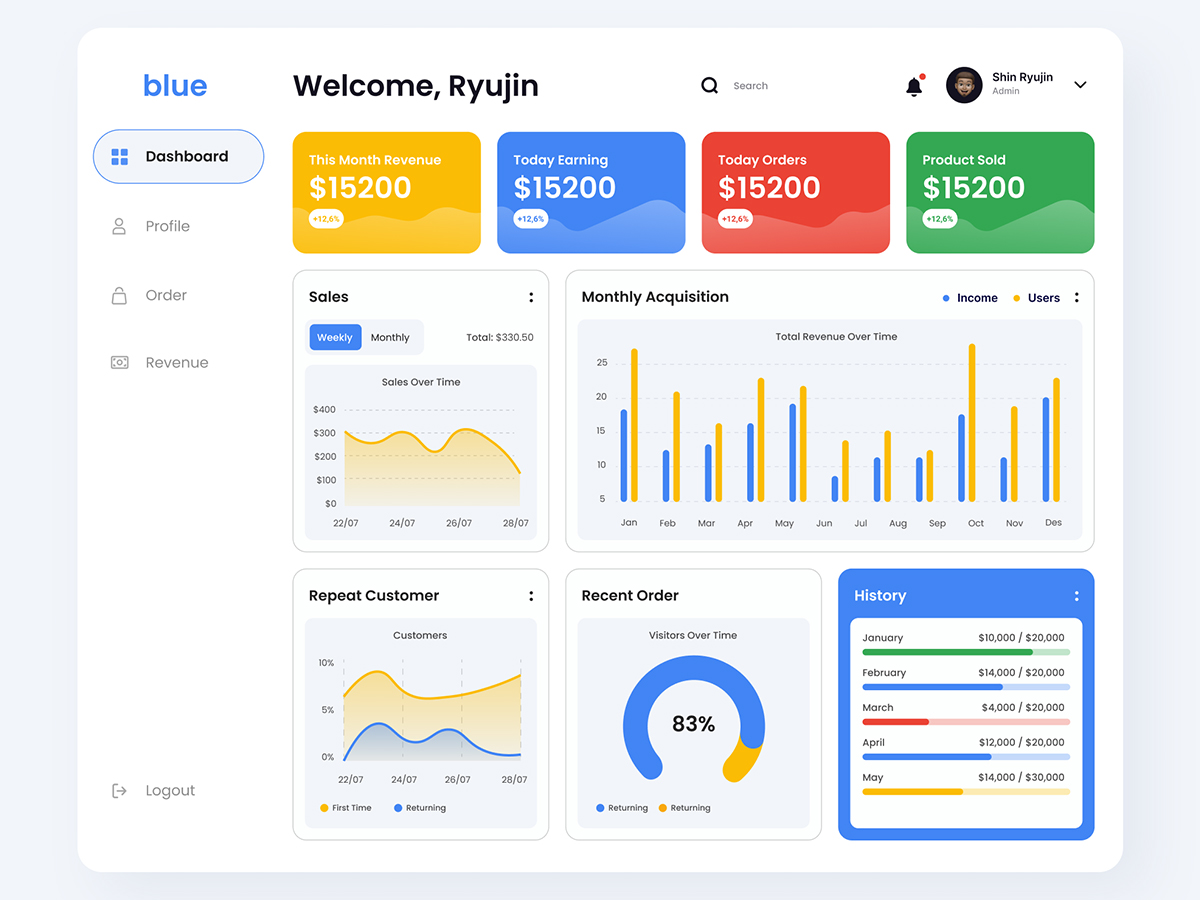 blue
Welcome, Ryujin
Search
Shin Ryujin
Admin
Dashboard
Profile
Order
Revenue
Logout
This Month Revenue
$15200
+12,6%
Today Earning
$15200
+12,6%
Today Orders
$15200
+12,6%
Product Sold
$15200
+12,6%
Sales
Weekly
Monthly
Total: $330.50
Sales Over Time
$400
$300
$200
$100
$0
22/07 24/07 26/07 28/07
Monthly Acquisition
Income
Users
Total Revenue Over Time
25
20
15
10
5
Jan Feb Mar Apr May Jun Jul Aug Sep Oct Nov Des
Repeat Customer
Customers
10%
5%
0%
22/07 24/07 26/07 28/07
First Time
Returning
Recent Order
Visitors Over Time
83%
Returning
Returning
History
January $10,000 / $20,000
February $14,000 / $20,000
March $4,000 / $20,000
April $12,000 / $20,000
May $14,000 / $30,000